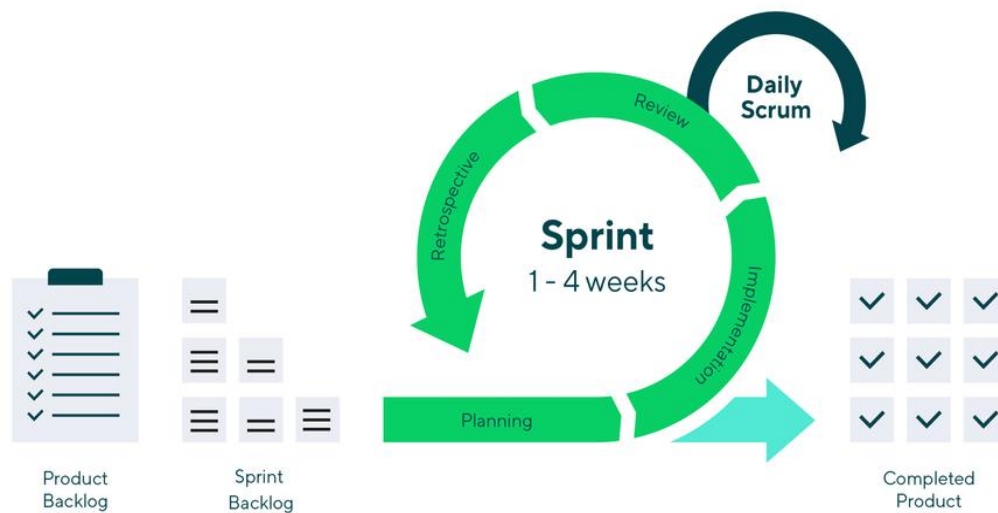 Daily
Scrum
Review
Retrospective
Sprint
1 - 4 weeks
Implementation
Planning
Product
Backlog
Sprint
Backlog
Completed
Product